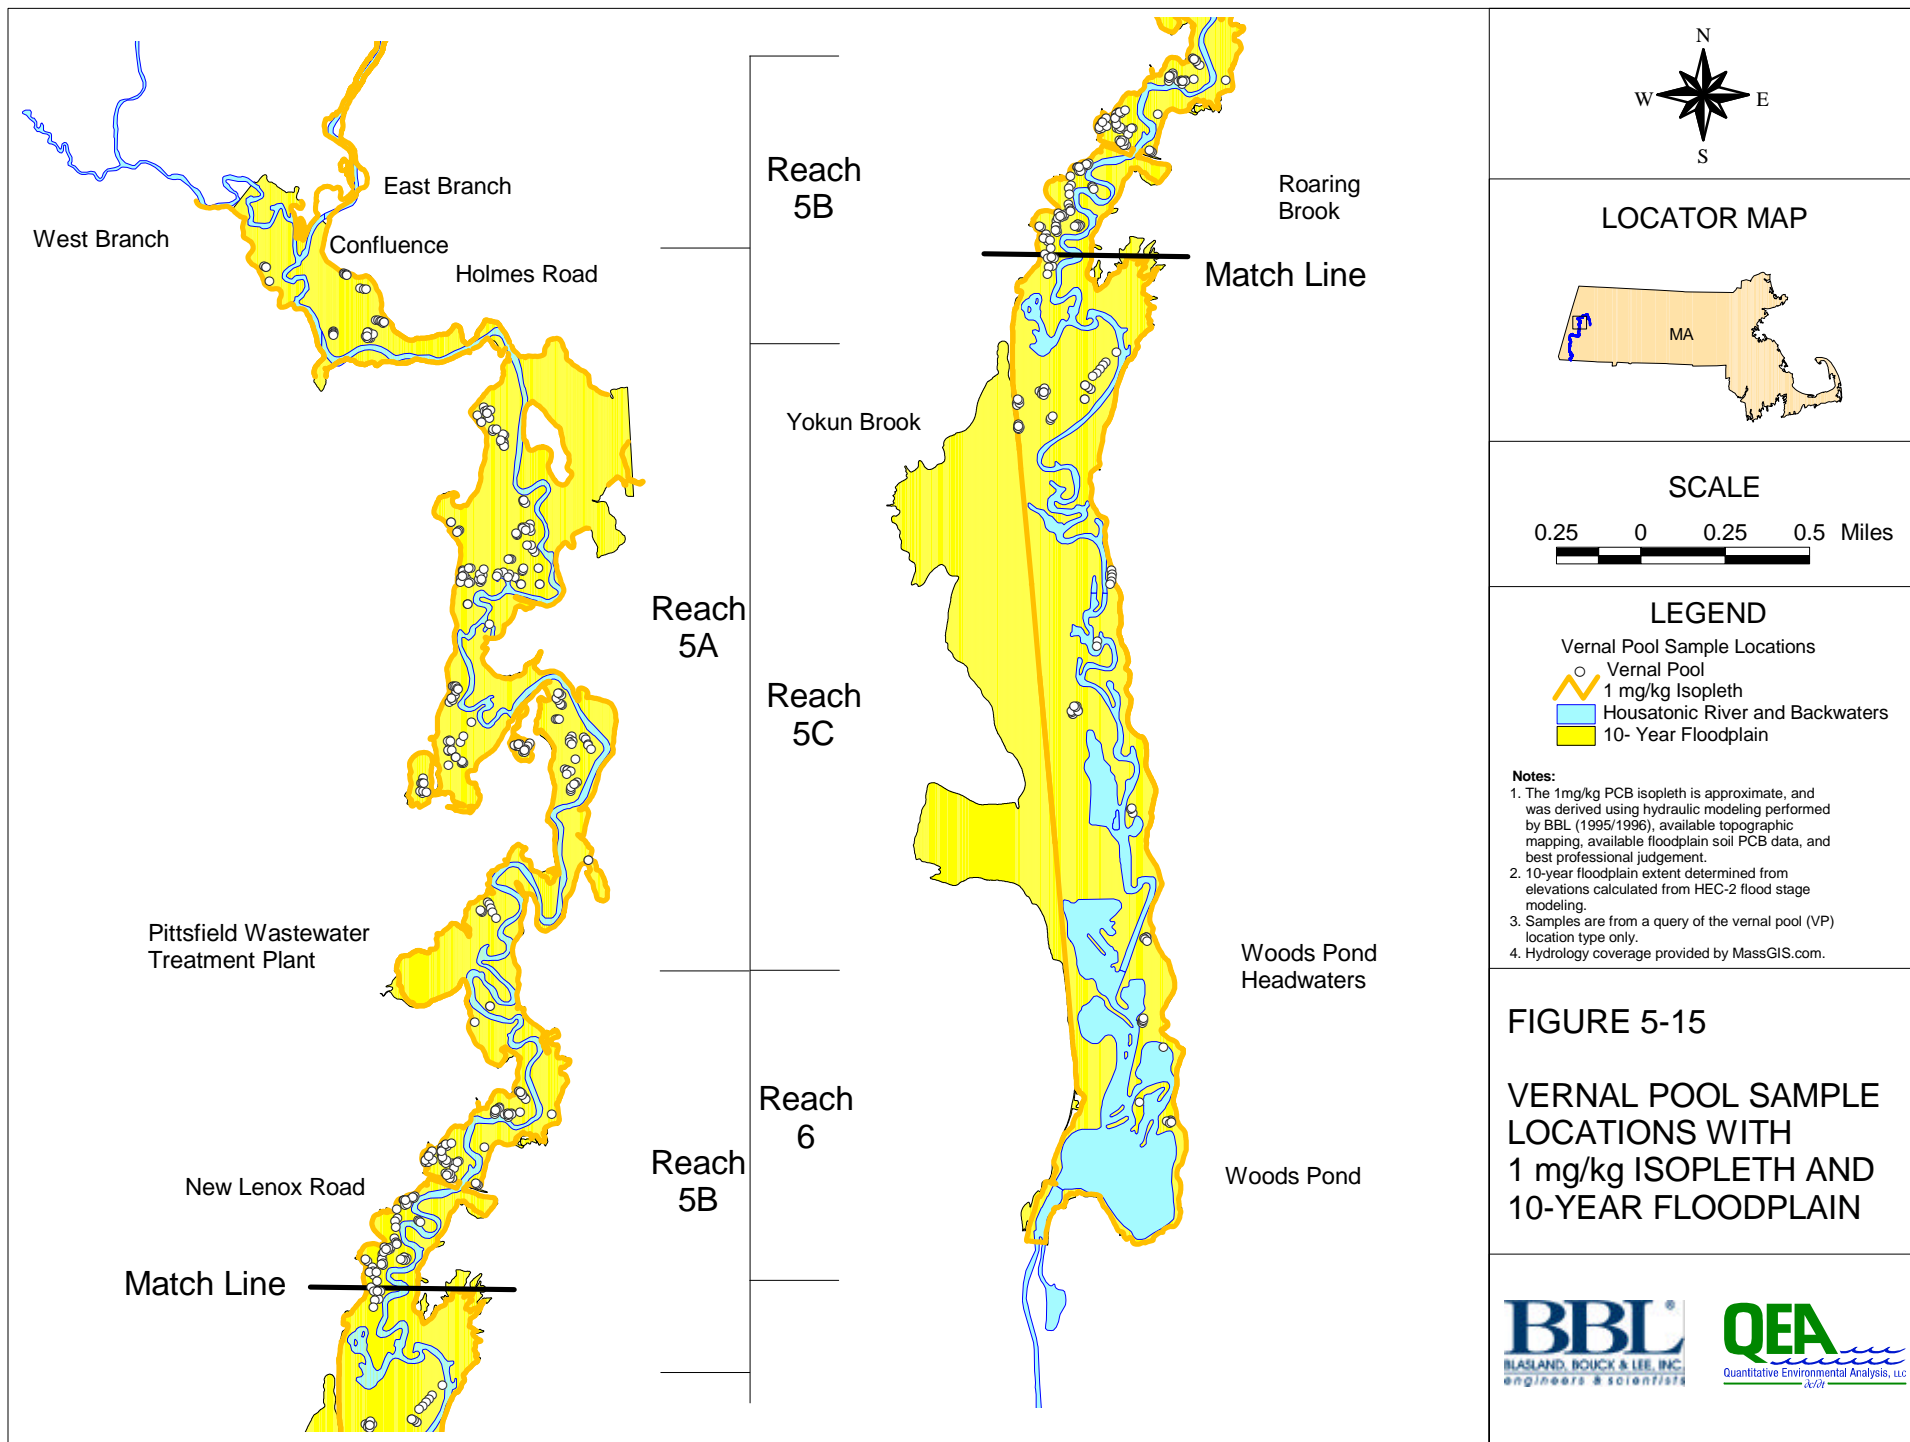 West Branch
East Branch
Confluence
Holmes Road
Reach
5A
Pittsfield Wastewater
Treatment Plant
New Lenox Road
Reach
5B
Match Line
Reach
5B
Roaring
Brook
Match Line
Yokun Brook
Reach
5C
Woods Pond
Headwaters
Reach
6
Woods Pond
N
W E
S
LOCATOR MAP
MA
SCALE
0.25 0 0.25 0.5 Miles
LEGEND
Vernal Pool Sample Locations
Vernal Pool
1 mg/kg Isopleth
Housatonic River and Backwaters
10- Year Floodplain
Notes:
1. The 1mg/kg PCB isopleth is approximate, and
was derived using hydraulic modeling performed
by BBL (1995/1996), available topographic
mapping, available floodplain soil PCB data, and
best professional judgement.
2. 10-year floodplain extent determined from
elevations calculated from HEC-2 flood stage
modeling.
3. Samples are from a query of the vernal pool (VP)
location type only.
4. Hydrology coverage provided by MassGIS.com.
FIGURE 5-15
VERNAL POOL SAMPLE
LOCATIONS WITH
1 mg/kg ISOPLETH AND
10-YEAR FLOODPLAIN
BBL®
BLASLAND, BOUCK & LEE, INC.
engineers & scientists
QEA
Quantitative Environmental Analysis, LLC
∂c/∂t